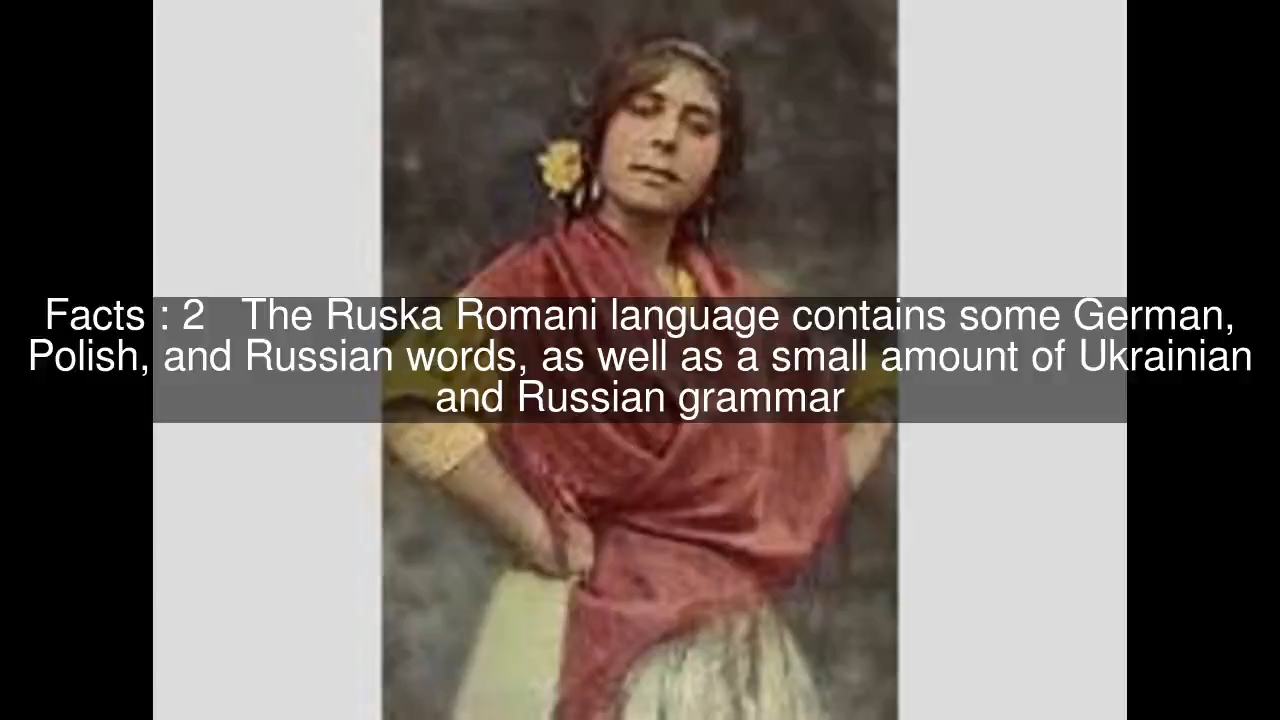 Facts : 2   The Ruska Romani language contains some German,
Polish, and Russian words, as well as a small amount of Ukrainian
and Russian grammar